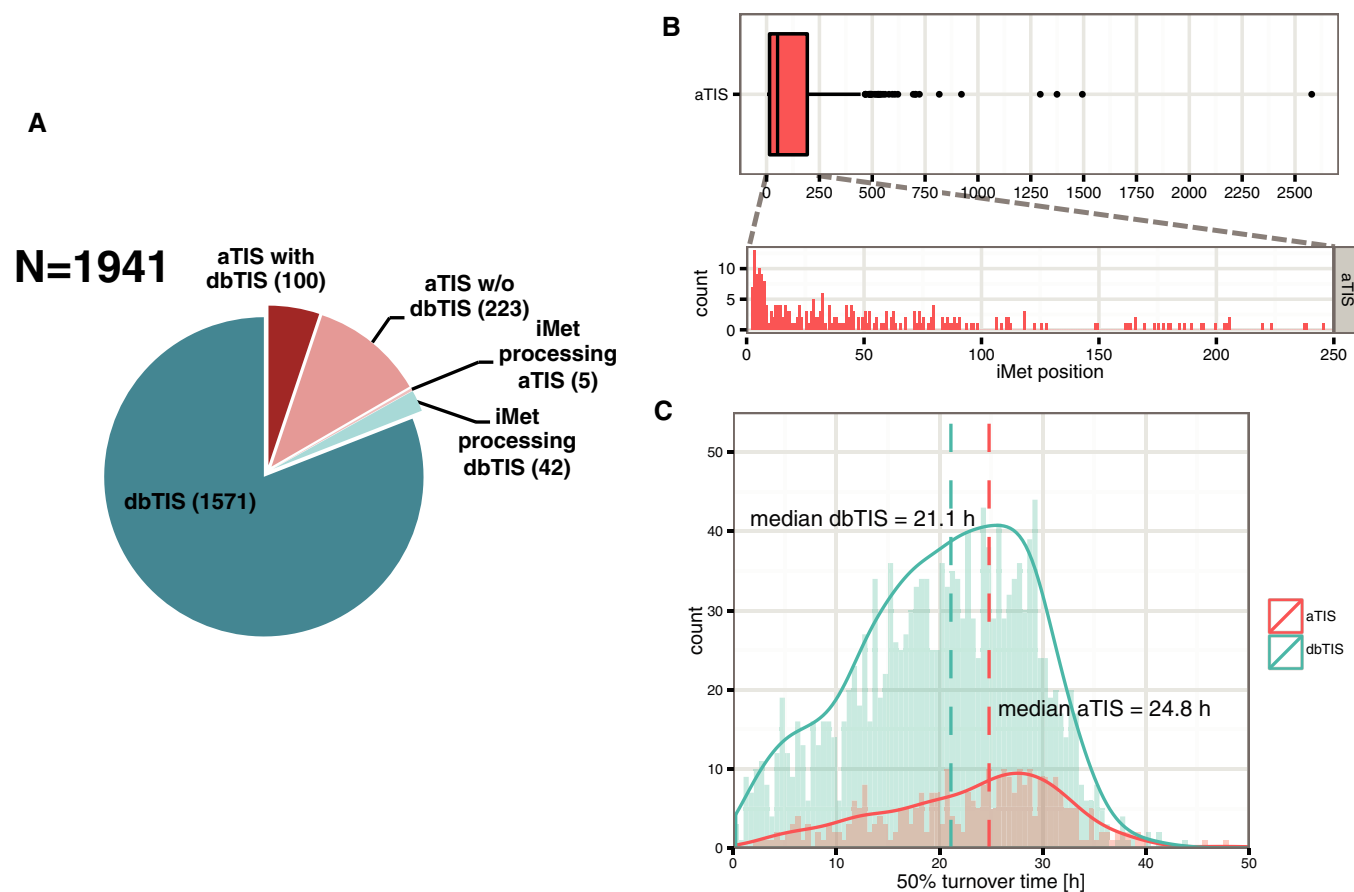 A
N=1941
aTIS with
dbTIS (100)
aTIS w/o
dbTIS (223)
iMet
processing
aTIS (5)
iMet
processing
dbTIS (42)
dbTIS (1571)
B
aTIS
0 250 500 750 1000 1250 1500 1750 2000 2250 2500
count
10
5
0
aTIS
0 50 100 150 200 250
iMet position
C
50
40
30
20
10
0
count
median dbTIS = 21.1 h
median aTIS = 24.8 h
0 10 20 30 40 50
50% turnover time [h]
aTIS
dbTIS